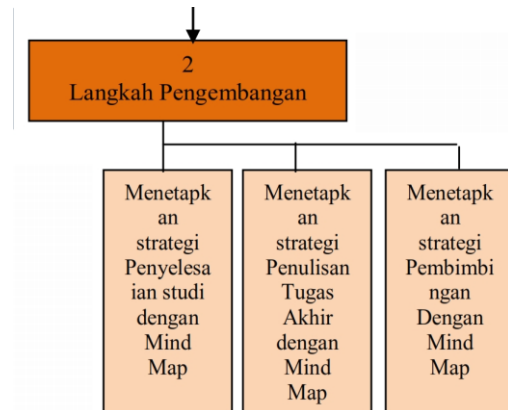 2
Langkah Pengembangan
Menetapk
an
strategi
Penyelesa
ian studi
dengan
Mind
Map
Menetapk
an
strategi
Penulisan
Tugas
Akhir
dengan
Mind
Map
Menetapk
an
strategi
Pembimbi
ngan
Dengan
Mind
Map